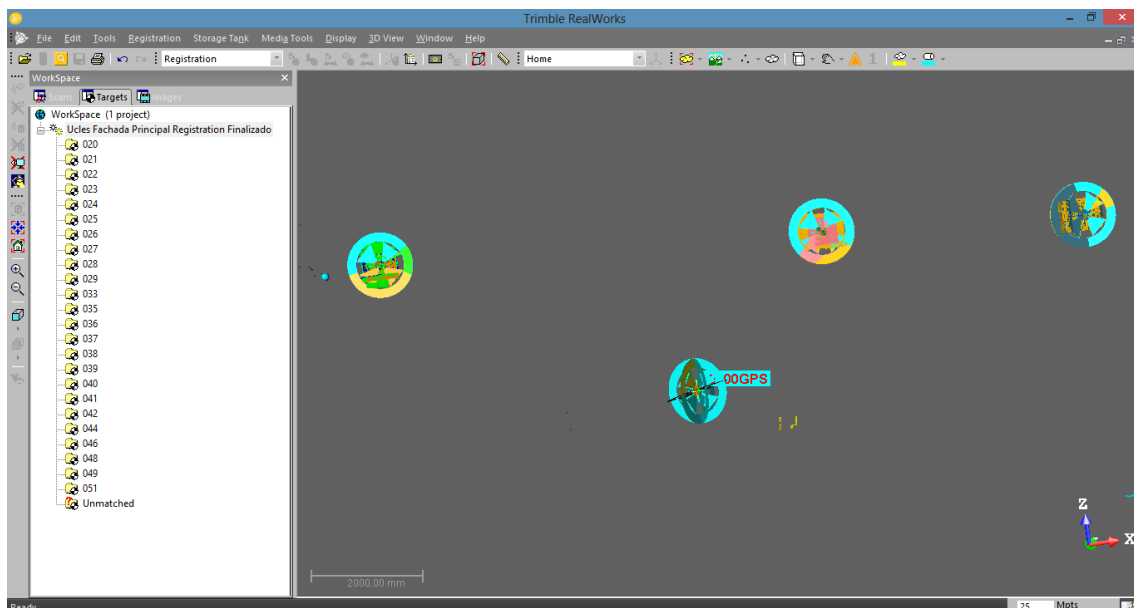 Trimble RealWorks
File Edit Tools Registration Storage Tank Media Tools Display 3D View Window Help
Registration Home 1
WorkSpace
Scans Targets Images
WorkSpace (1 project)
Ucles Fachada Principal Registration Finalizado
020
021
022
023
024
025
026
027
028
029
033
035
036
037
038
039
040
041
042
044
046
048
049
051
Unmatched
00GPS
Z
X
2000.00 mm
Ready
25 Mpts